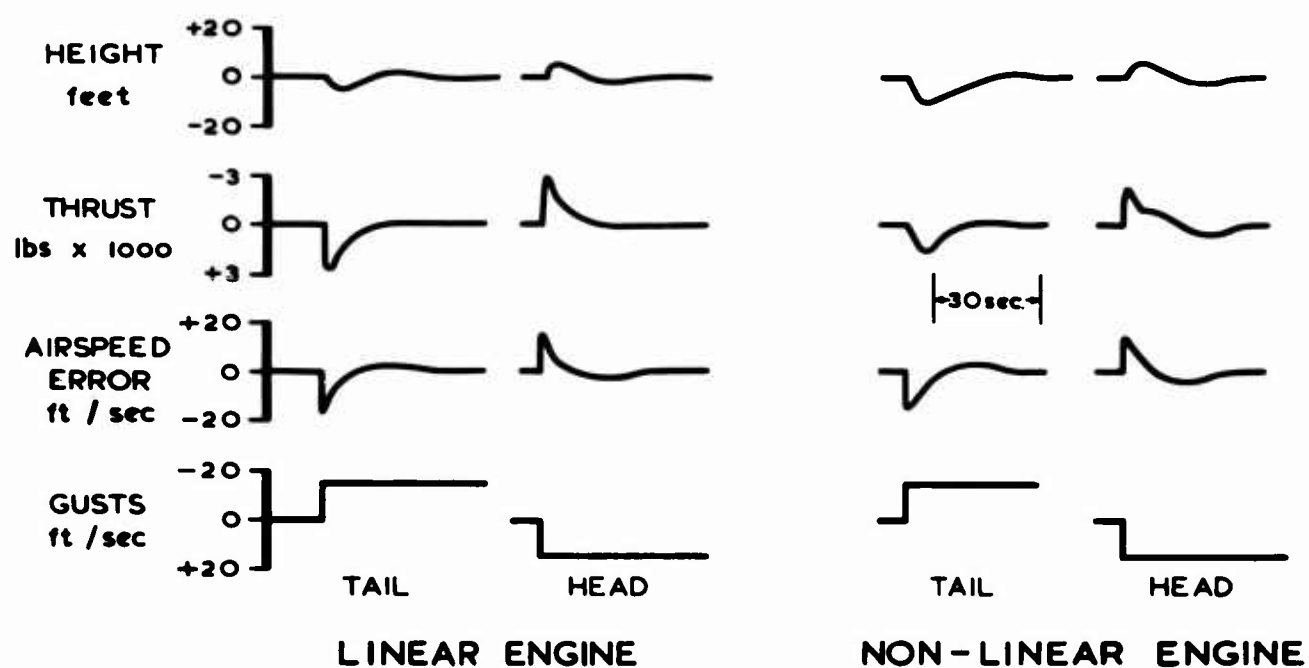 +20
HEIGHT
feet
0
-20
-3
THRUST
lbs x 1000
0
+3
30 sec.
+20
AIRSPEED
ERROR
ft / sec
0
-20
-20
GUSTS
ft / sec
0
+20
TAIL HEAD TAIL HEAD
LINEAR ENGINE NON-LINEAR ENGINE